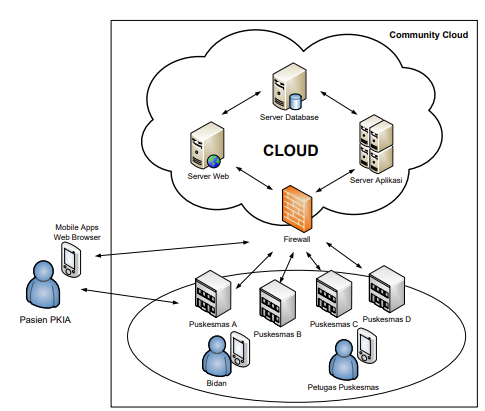 Community Cloud
Server Database
CLOUD
Server Web
Server Aplikasi
Mobile Apps
Web Browser
Firewall
Pasien PKIA
Puskesmas A
Puskesmas B
Puskesmas C
Puskesmas D
Bidan
Petugas Puskesmas